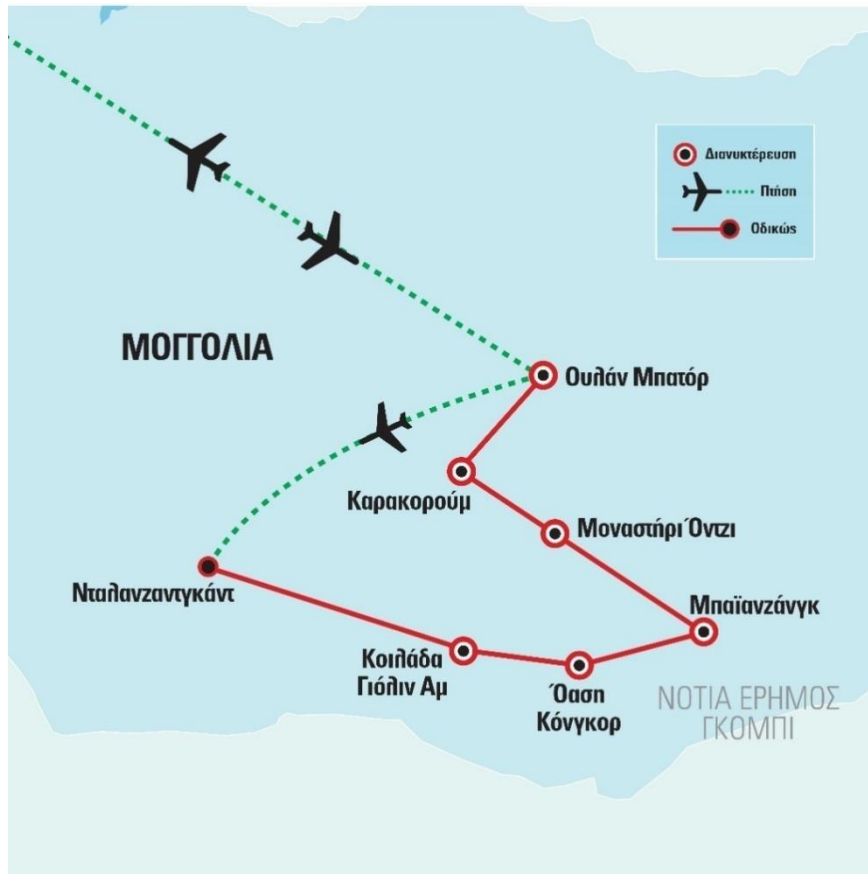 Διανυκτέρευση
Πτήση
Οδικώς
ΜΟΓΓΟΛΙΑ
Ουλάν Μπατόρ
Καρακορούμ
Μοναστήρι Όντζι
Νταλανζαντγκάντ
Μπαϊανζάνγκ
Κοιλάδα
Γιόλιν Αμ
Όαση
Κόνγκορ
ΝΟΤΙΑ ΕΡΗΜΟΣ
ΓΚΟΜΠΙ